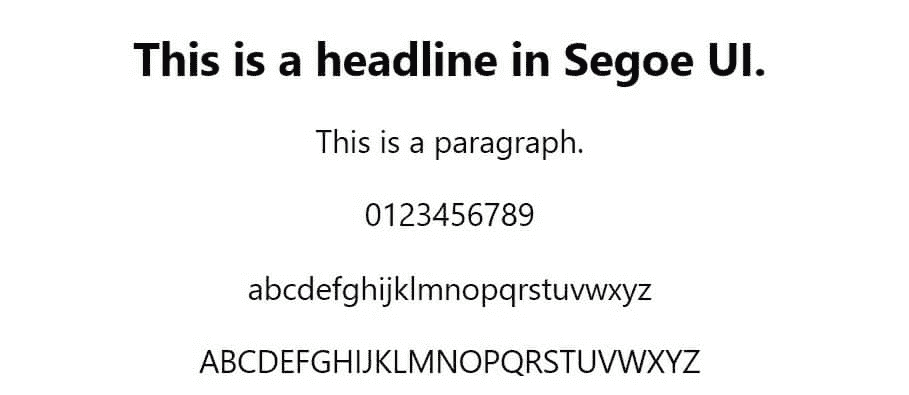 This is a headline in Segoe UI.
This is a paragraph.
0123456789
abcdefghijklmnopqrstuvwxyz
ABCDEFGHIJKLMNOPQRSTUVWXYZ